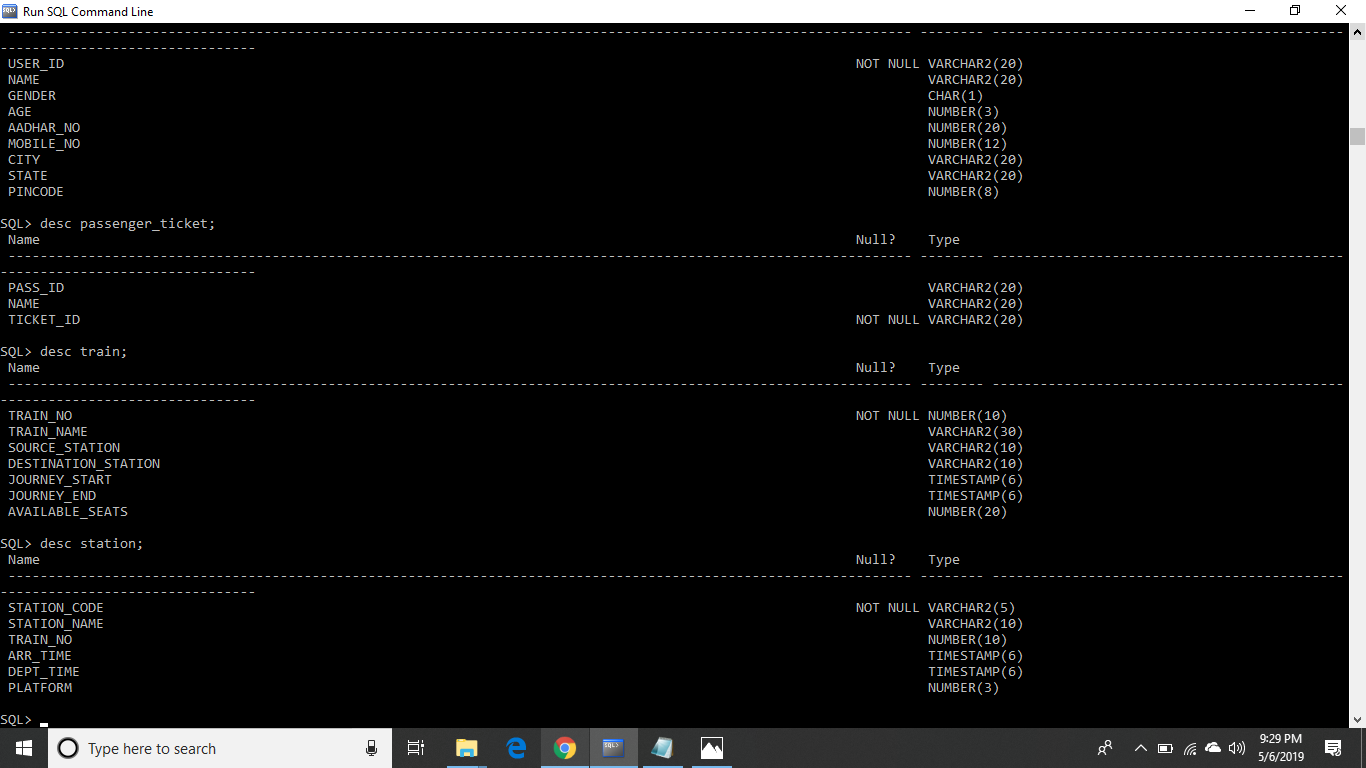 Run SQL Command Line
----------------------------------------------------------------------------------------------------------------- -------- --------------------------------------------
-------------------------------
USER_ID NOT NULL VARCHAR2(20)
NAME VARCHAR2(20)
GENDER CHAR(1)
AGE NUMBER(3)
AADHAR_NO NUMBER(20)
MOBILE_NO NUMBER(12)
CITY VARCHAR2(20)
STATE VARCHAR2(20)
PINCODE NUMBER(8)
SQL> desc passenger_ticket;
Name Null? Type
----------------------------------------------------------------------------------------------------------------- -------- --------------------------------------------
-------------------------------
PASS_ID VARCHAR2(20)
NAME VARCHAR2(20)
TICKET_ID NOT NULL VARCHAR2(20)
SQL> desc train;
Name Null? Type
----------------------------------------------------------------------------------------------------------------- -------- --------------------------------------------
-------------------------------
TRAIN_NO NOT NULL NUMBER(10)
TRAIN_NAME VARCHAR2(30)
SOURCE_STATION VARCHAR2(10)
DESTINATION_STATION VARCHAR2(10)
JOURNEY_START TIMESTAMP(6)
JOURNEY_END TIMESTAMP(6)
AVAILABLE_SEATS NUMBER(20)
SQL> desc station;
Name Null? Type
----------------------------------------------------------------------------------------------------------------- -------- --------------------------------------------
-------------------------------
STATION_CODE NOT NULL VARCHAR2(5)
STATION_NAME VARCHAR2(10)
TRAIN_NO NUMBER(10)
ARR_TIME TIMESTAMP(6)
DEPT_TIME TIMESTAMP(6)
PLATFORM NUMBER(3)
SQL>
Type here to search
9:29 PM
5/6/2019